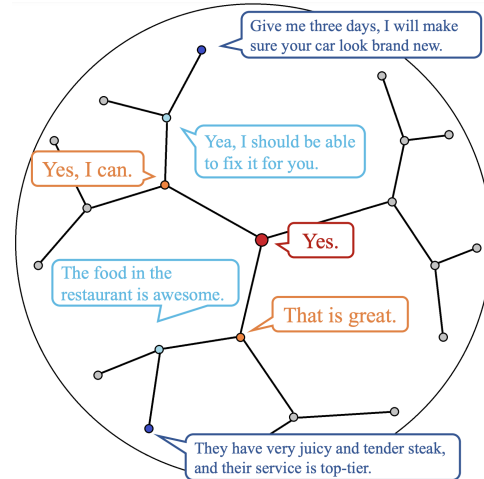 Give me three days, I will make
sure your car look brand new.
Yea, I should be able
to fix it for you.
Yes, I can.
Yes.
The food in the
restaurant is awesome.
That is great.
They have very juicy and tender steak,
and their service is top-tier.